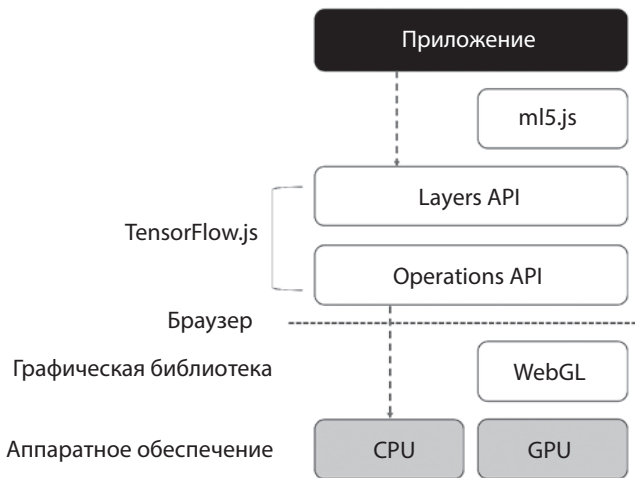 Приложение
ml5.js
Layers API
TensorFlow.js
Operations API
Браузер
Графическая библиотека
WebGL
Аппаратное обеспечение
CPU
GPU